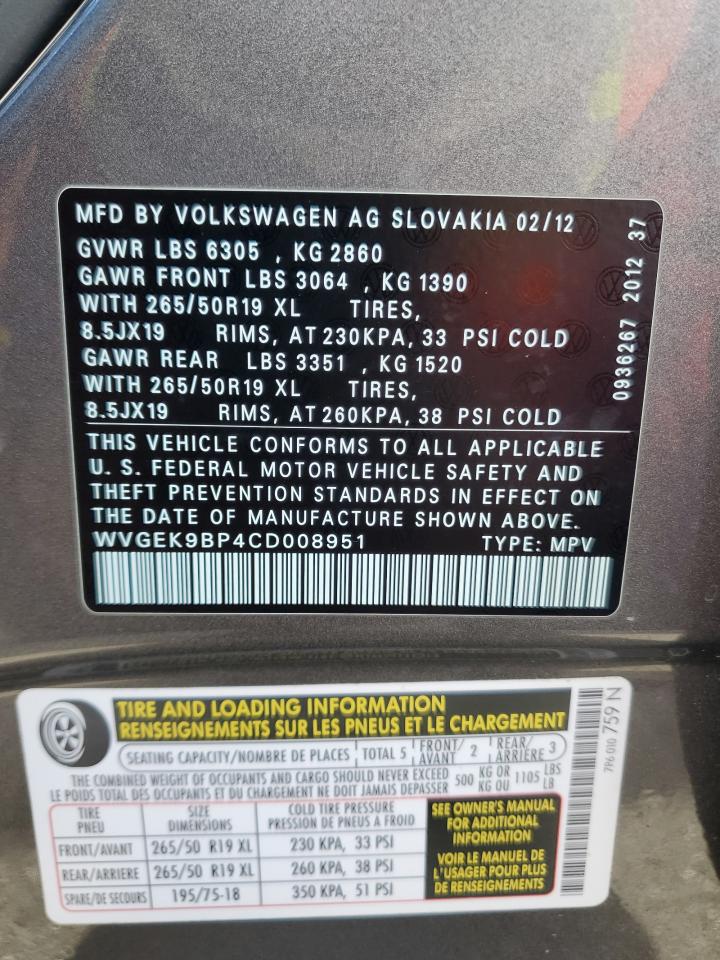 MFD BY VOLKSWAGEN AG SLOVAKIA 02/12
GVWR LBS 6305 , KG 2860
GAWR FRONT LBS 3064 , KG 1390
WITH 265/50R19 XL TIRES,
8.5JX19 RIMS, AT 230KPA, 33 PSI COLD
GAWR REAR LBS 3351 , KG 1520
WITH 265/50R19 XL TIRES,
8.5JX19 RIMS, AT 260KPA, 38 PSI COLD
0936267 2012 37
THIS VEHICLE CONFORMS TO ALL APPLICABLE
U. S. FEDERAL MOTOR VEHICLE SAFETY AND
THEFT PREVENTION STANDARDS IN EFFECT ON
THE DATE OF MANUFACTURE SHOWN ABOVE.
WVGEK9BP4CD008951 TYPE: MPV
TIRE AND LOADING INFORMATION
RENSEIGNEMENTS SUR LES PNEUS ET LE CHARGEMENT
SEATING CAPACITY/NOMBRE DE PLACES TOTAL 5 FRONT/AVANT 2 REAR/ARRIÈRE 3
THE COMBINED WEIGHT OF OCCUPANTS AND CARGO SHOULD NEVER EXCEED 500 KG OR 1105 LBS
LE POIDS TOTAL DES OCCUPANTS ET DU CHARGEMENT NE DOIT JAMAIS DEPASSER KG OU LB
TIRE SIZE COLD TIRE PRESSURE
PNEU DIMENSIONS PRESSION DE PNEUS A FROID
FRONT/AVANT 265/50 R19 XL 230 KPA, 33 PSI
REAR/ARRIERE 265/50 R19 XL 260 KPA, 38 PSI
SPARE/DE SECOURS 195/75-18 350 KPA, 51 PSI
SEE OWNER'S MANUAL
FOR ADDITIONAL
INFORMATION
VOIR LE MANUEL DE
L'USAGER POUR PLUS
DE RENSEIGNEMENTS
7P6 010 759 N